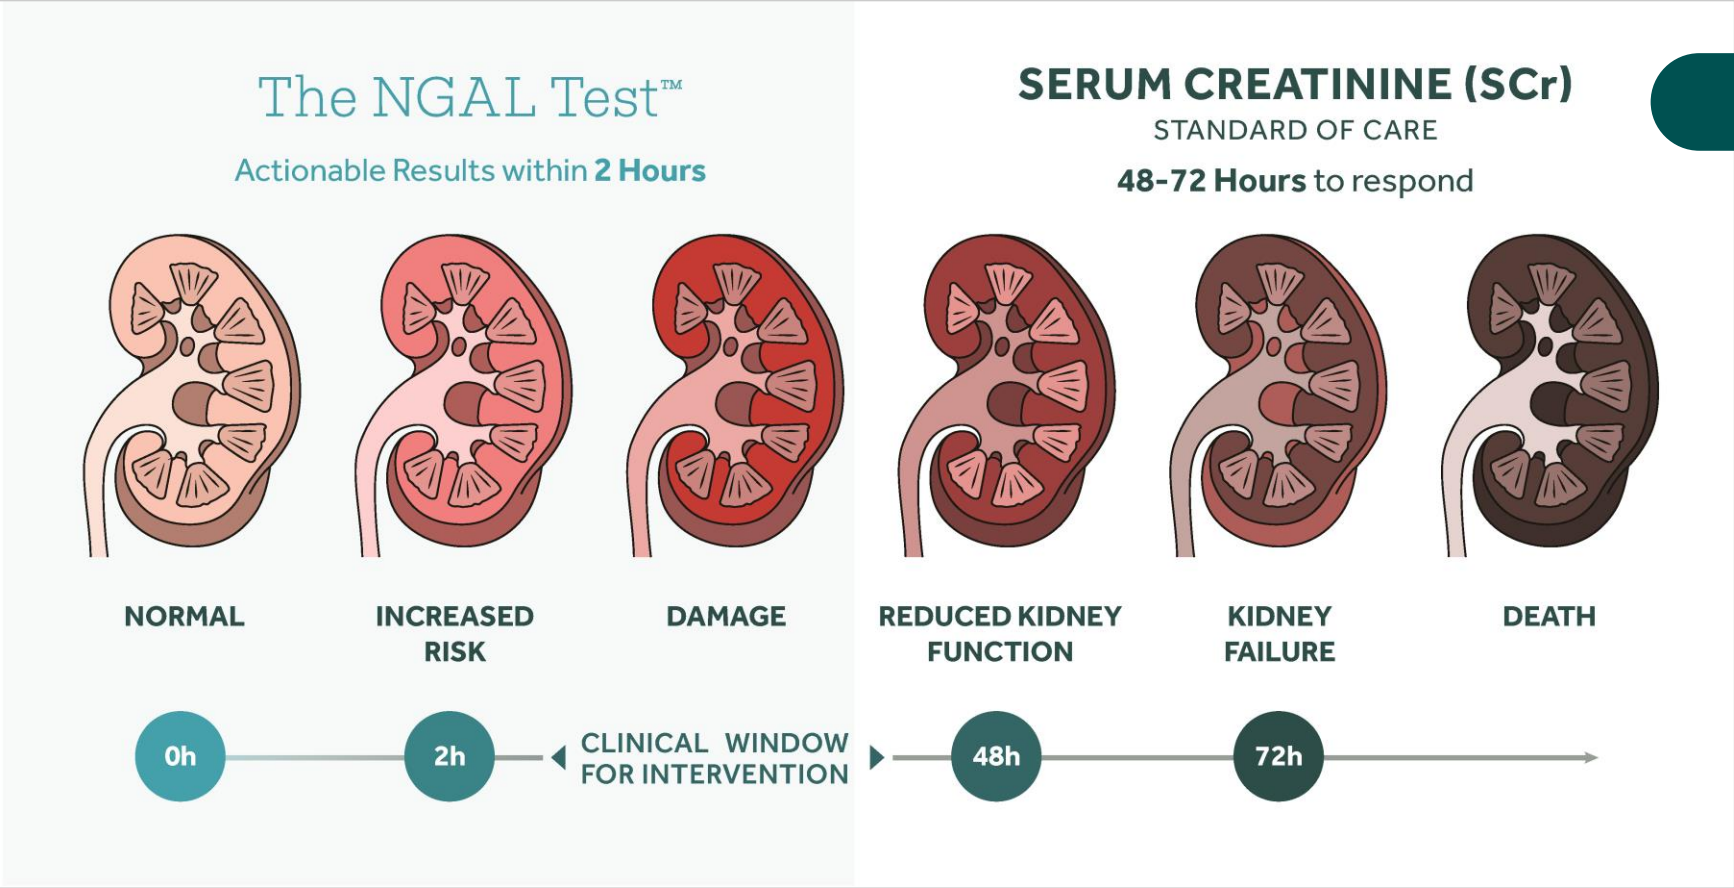 The NGAL Test™
Actionable Results within 2 Hours
SERUM CREATININE (SCr)
STANDARD OF CARE
48-72 Hours to respond
NORMAL
INCREASED
RISK
DAMAGE
REDUCED KIDNEY
FUNCTION
KIDNEY
FAILURE
DEATH
0h
2h
CLINICAL WINDOW
FOR INTERVENTION
48h
72h